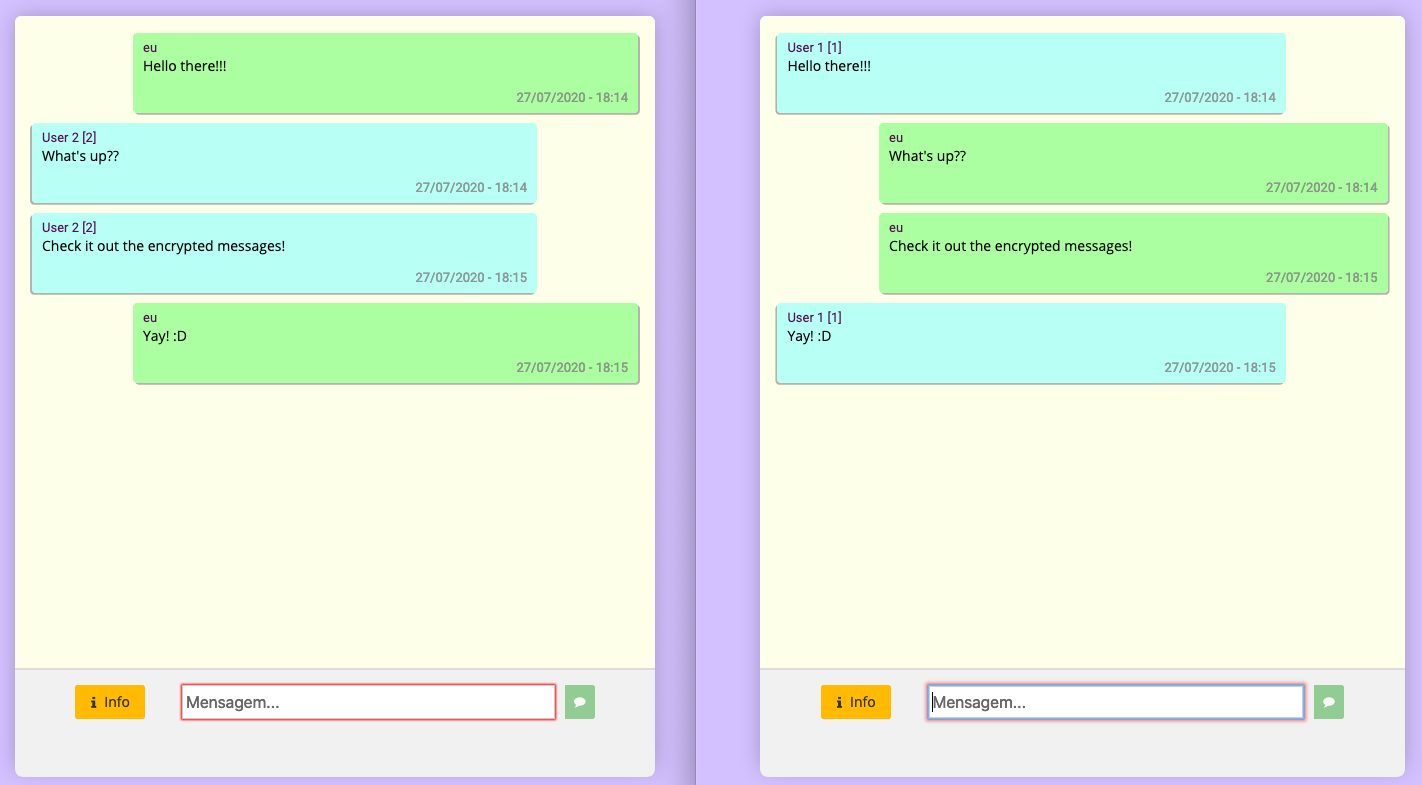 eu
Hello there!!!
27/07/2020 - 18:14
User 2 [2]
What's up??
27/07/2020 - 18:14
User 2 [2]
Check it out the encrypted messages!
27/07/2020 - 18:15
eu
Yay! :D
27/07/2020 - 18:15
Info
Mensagem...
User 1 [1]
Hello there!!!
27/07/2020 - 18:14
eu
What's up??
27/07/2020 - 18:14
eu
Check it out the encrypted messages!
27/07/2020 - 18:15
User 1 [1]
Yay! :D
27/07/2020 - 18:15
Info
Mensagem...